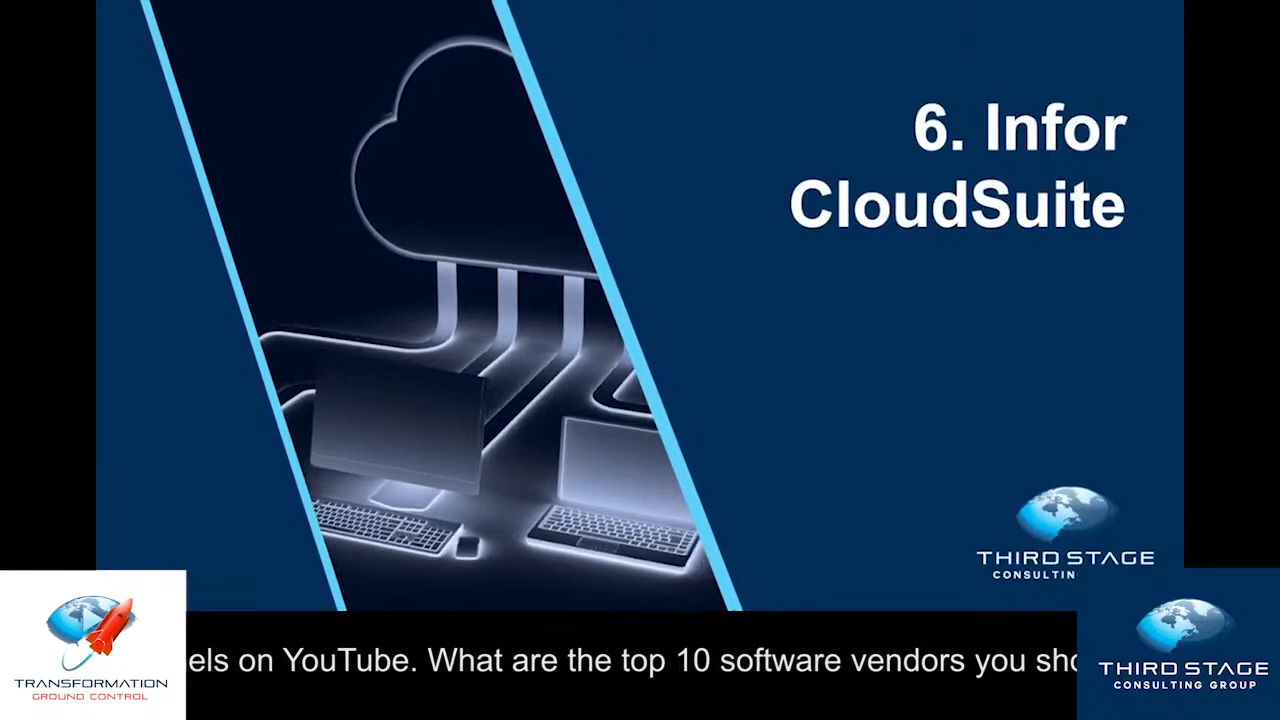 6. Infor
CloudSuite
THIRD STAGE
CONSULTIN
els on YouTube. What are the top 10 software vendors you sho
TRANSFORMATION
GROUND CONTROL
THIRD STAGE
CONSULTING GROUP